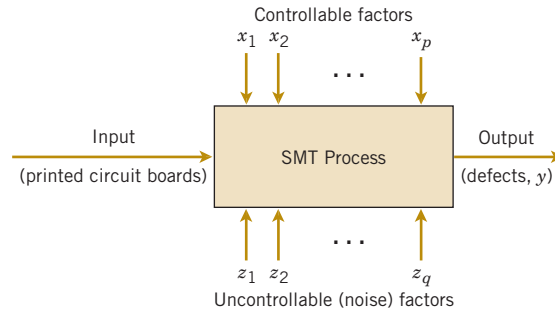 Controllable factors
x1 x2 xp
. . .
Input
Output
SMT Process
(printed circuit boards)
(defects, y)
. . .
z1 z2 zq
Uncontrollable (noise) factors